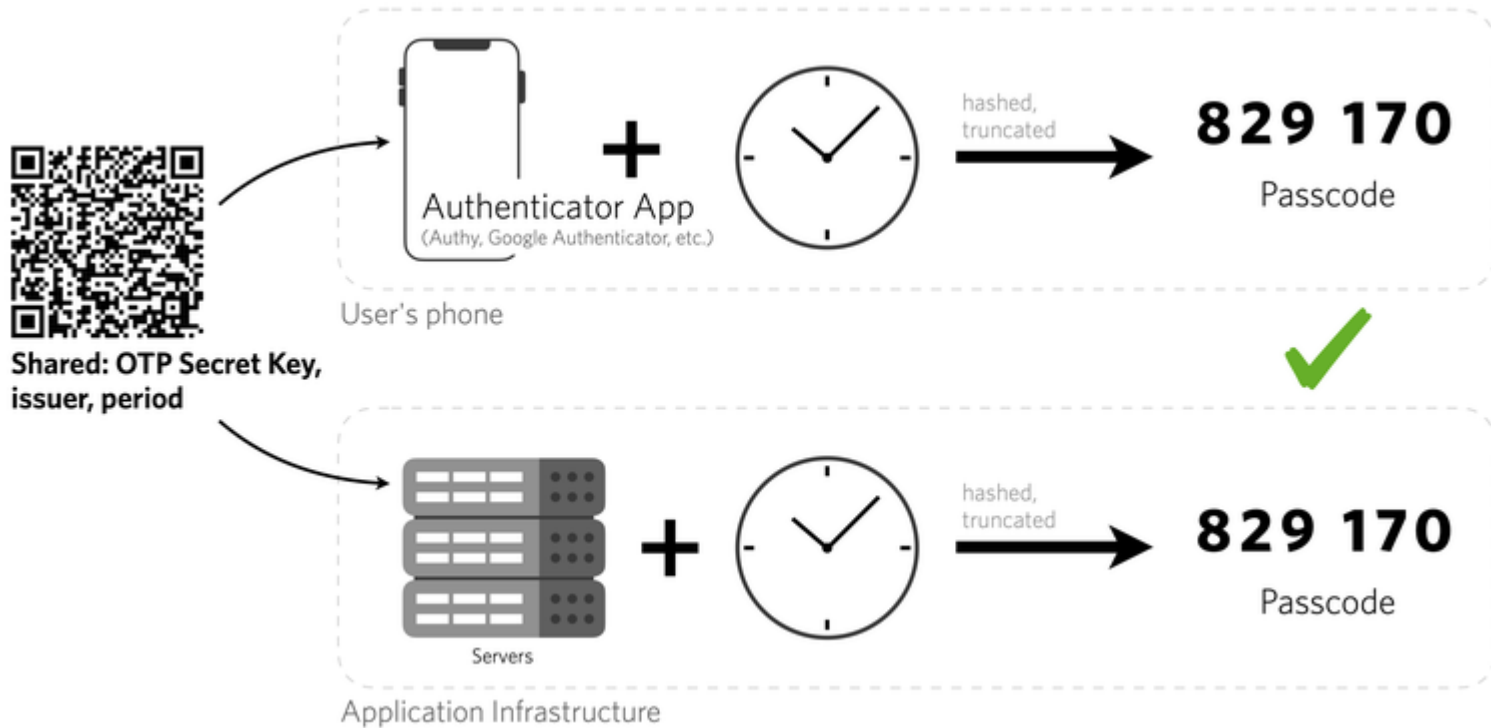 hashed,
truncated
829 170
Passcode
Authenticator App
(Authy, Google Authenticator, etc.)
User's phone
Shared: OTP Secret Key,
issuer, period
hashed,
truncated
829 170
Passcode
Servers
Application Infrastructure